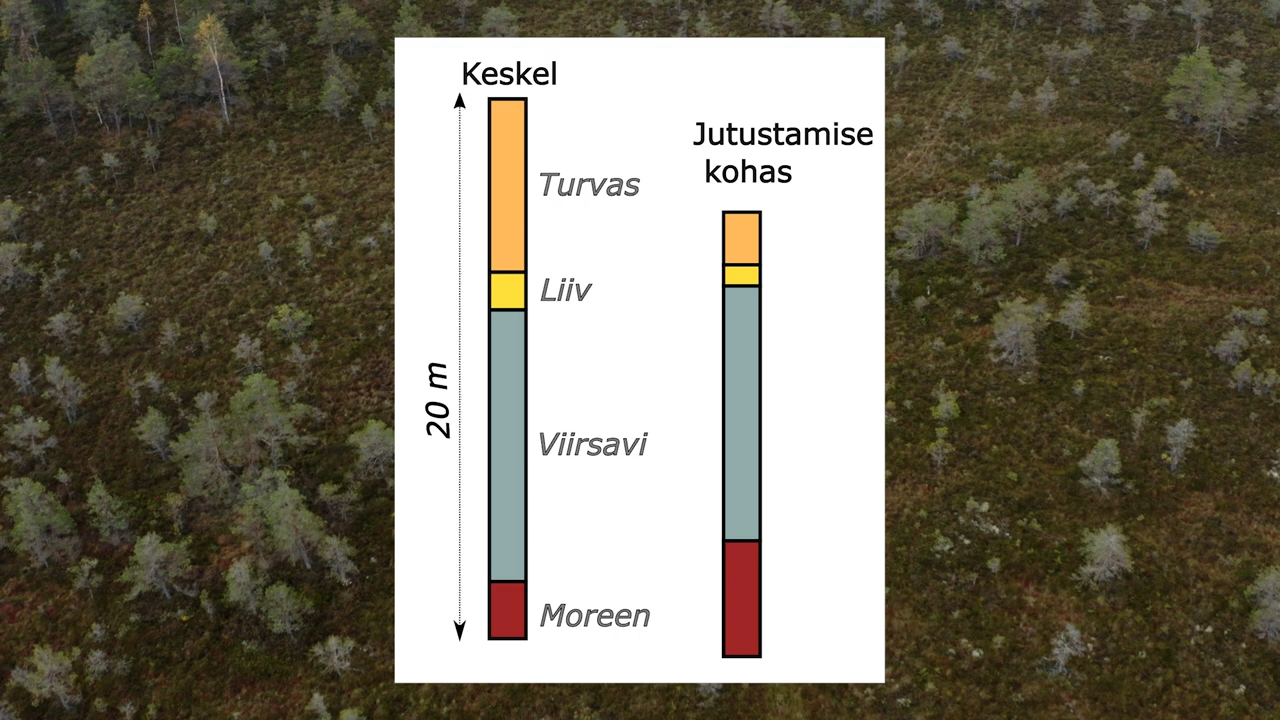 Keskel
Jutustamise
kohas
Turvas
Liiv
20 m
Viirsavi
Moreen